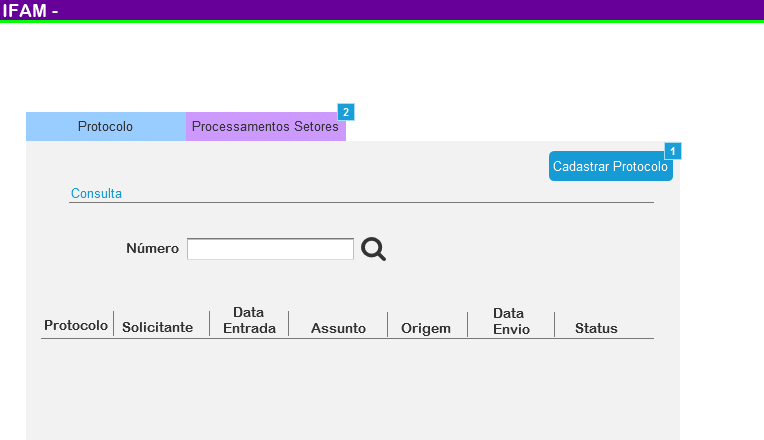 IFAM -
2
Protocolo Processamentos Setores
1
Cadastrar Protocolo
Consulta
Número
Protocolo Solicitante Data Entrada Assunto Origem Data Envio Status